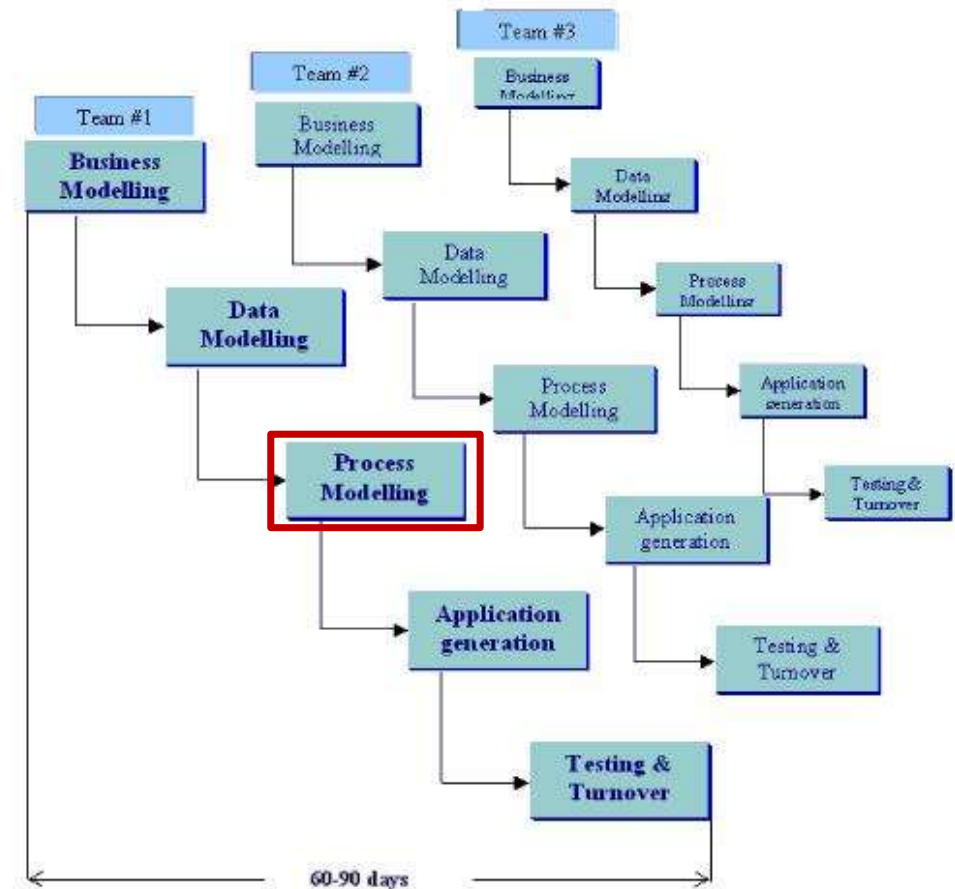 Team #1
Business
Modelling
Data
Modelling
Process
Modelling
Application
generation
Testing &
Turnover
Team #2
Business
Modelling
Data
Modelling
Process
Modelling
Application
generation
Testing &
Turnover
Team #3
Business
Modelling
Data
Modelling
Process
Modelling
Application
generation
Testing &
Turnover
60-90 days